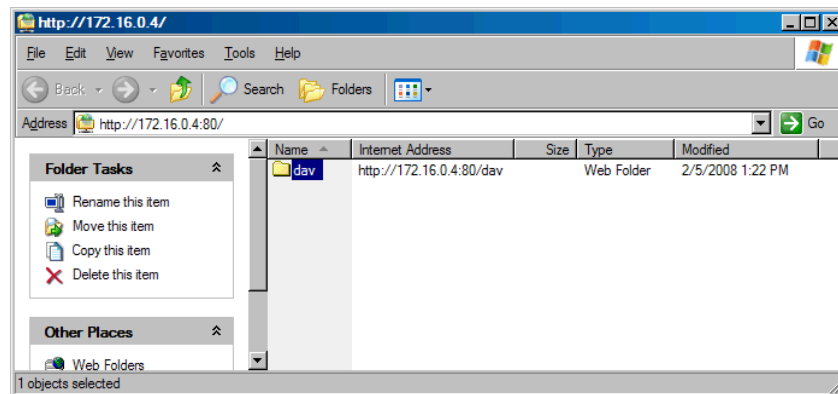 http://172.16.0.4/
File Edit View Favorites Tools Help
Back Search Folders
Address http://172.16.0.4:80/ Go
Name Internet Address Size Type Modified
dav http://172.16.0.4:80/dav Web Folder 2/5/2008 1:22 PM
Folder Tasks
Rename this item
Move this item
Copy this item
Delete this item
Other Places
Web Folders
1 objects selected